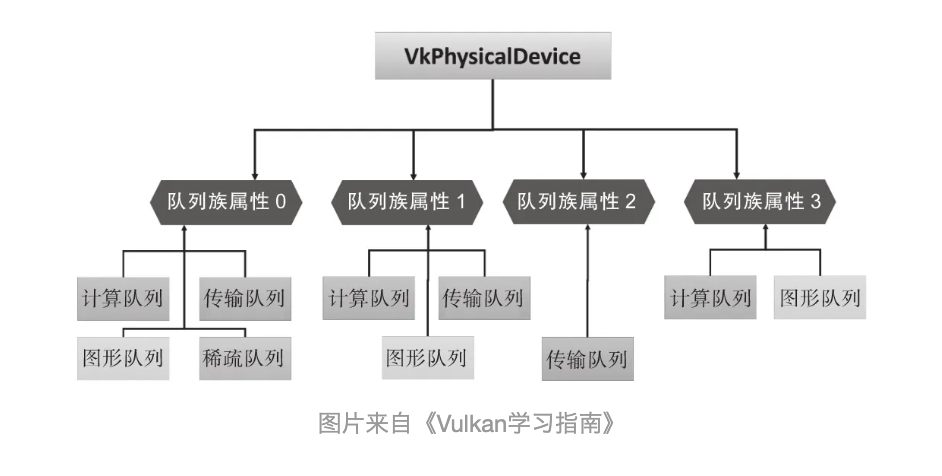 VkPhysicalDevice
队列族属性 0
队列族属性 1
队列族属性 2
队列族属性 3
计算队列
传输队列
计算队列
传输队列
计算队列
图形队列
图形队列
稀疏队列
图形队列
传输队列
图片来自《Vulkan学习指南》